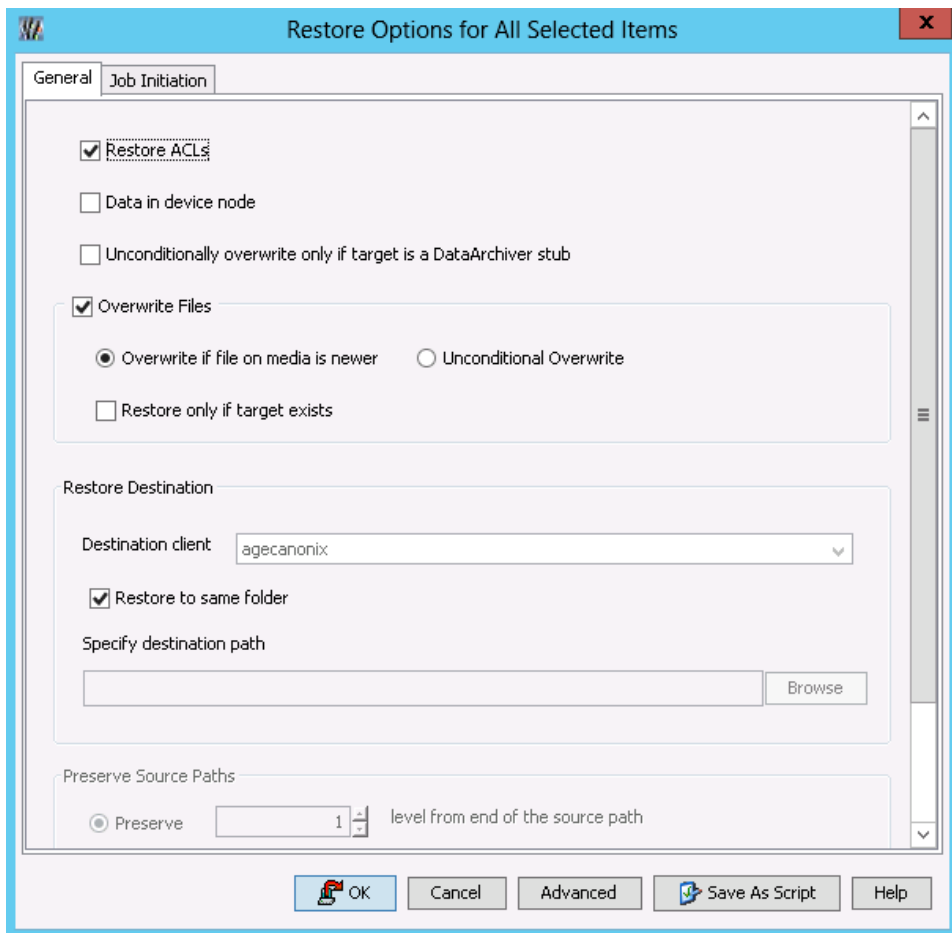 Restore Options for All Selected Items
x
General Job Initiation
Restore ACLs
Data in device node
Unconditionally overwrite only if target is a DataArchiver stub
Overwrite Files
Overwrite if file on media is newer Unconditional Overwrite
Restore only if target exists
Restore Destination
Destination client agecanonix
Restore to same folder
Specify destination path
Browse
Preserve Source Paths
Preserve 1 level from end of the source path
OK Cancel Advanced Save As Script Help